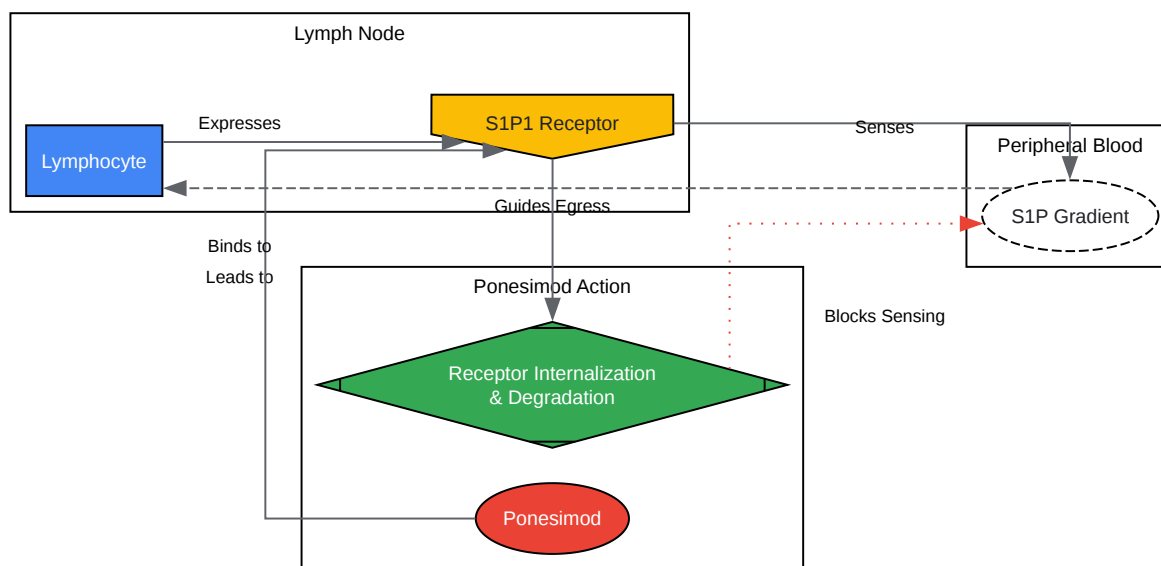 Lymph Node
S1P1 Receptor
Expresses
Senses
Lymphocyte
Peripheral Blood
Guides Egress
S1P Gradient
Binds to
Leads to
Ponesimod Action
Blocks Sensing
Receptor Internalization
& Degradation
Ponesimod